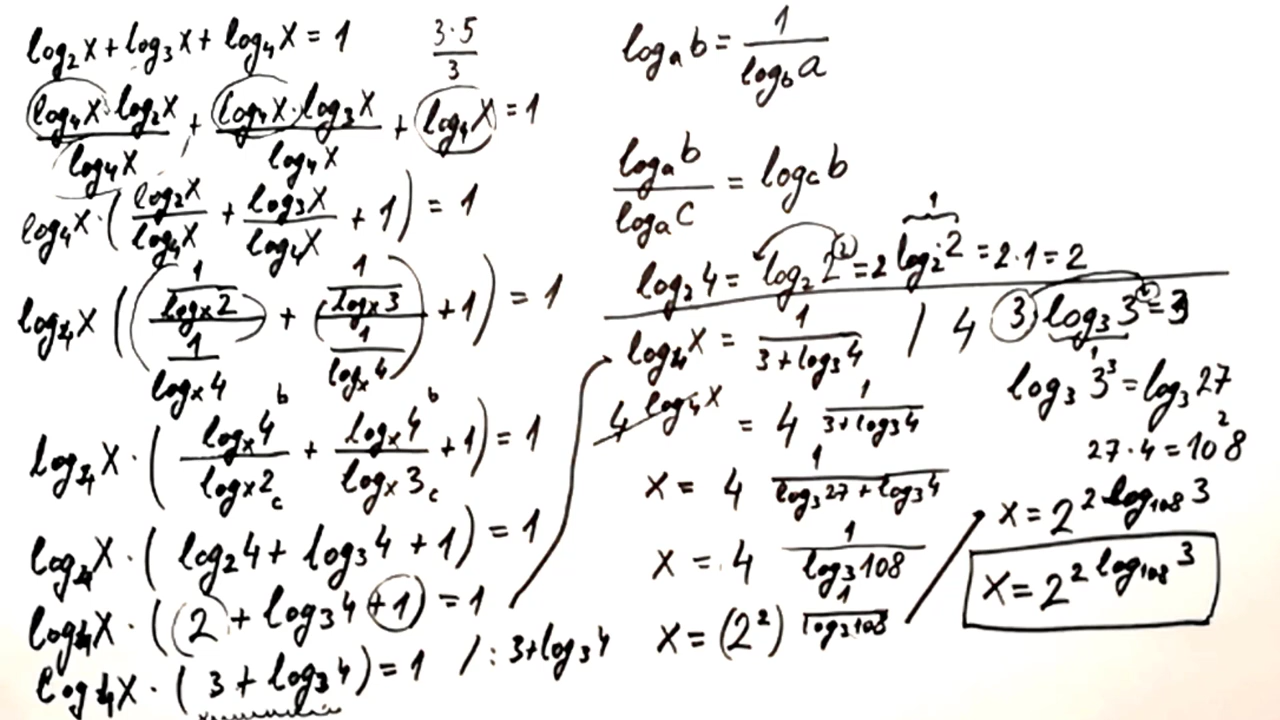 log₂x + log₃x + log₄x = 1
3·5/3
(log₄x · log₂x)/(log₄x) + (log₄x · log₃x)/(log₄x) + log₄x = 1
log₄x · (log₂x/log₄x + log₃x/log₄x + 1) = 1
log₄x ((1/logₓ2)/(1/logₓ4) + (1/logₓ3)/(1/logₓ4) + 1) = 1
log₄x · (logₓ4 b/logₓ2 c + logₓ4 b/logₓ3 c + 1) = 1
log₄x · (log₂4 + log₃4 + 1) = 1
log₄x · (2 + log₃4 + 1) = 1
log₄x · (3 + log₃4) = 1 /: 3 + log₃4
logₐb = 1/(log_b a)
logₐb/logₐc = log_c b
log₂4 = log₂2² = 2 log₂2 = 2·1 = 2
1
log₄x = 1/(3 + log₃4) / 4
4^(log₄x) = 4^(1/(3 + log₃4))
x = 4^(1/(log₃27 + log₃4))
x = 4^(1/(log₃108))
x = (2²)^(1/(log₃108))
3 log₃3 = 3
1
log₃3³ = log₃27
27·4 = 108
2
x = 2^(2 log₁₀₈3)
x = 2^(2 log₁₀₈3)